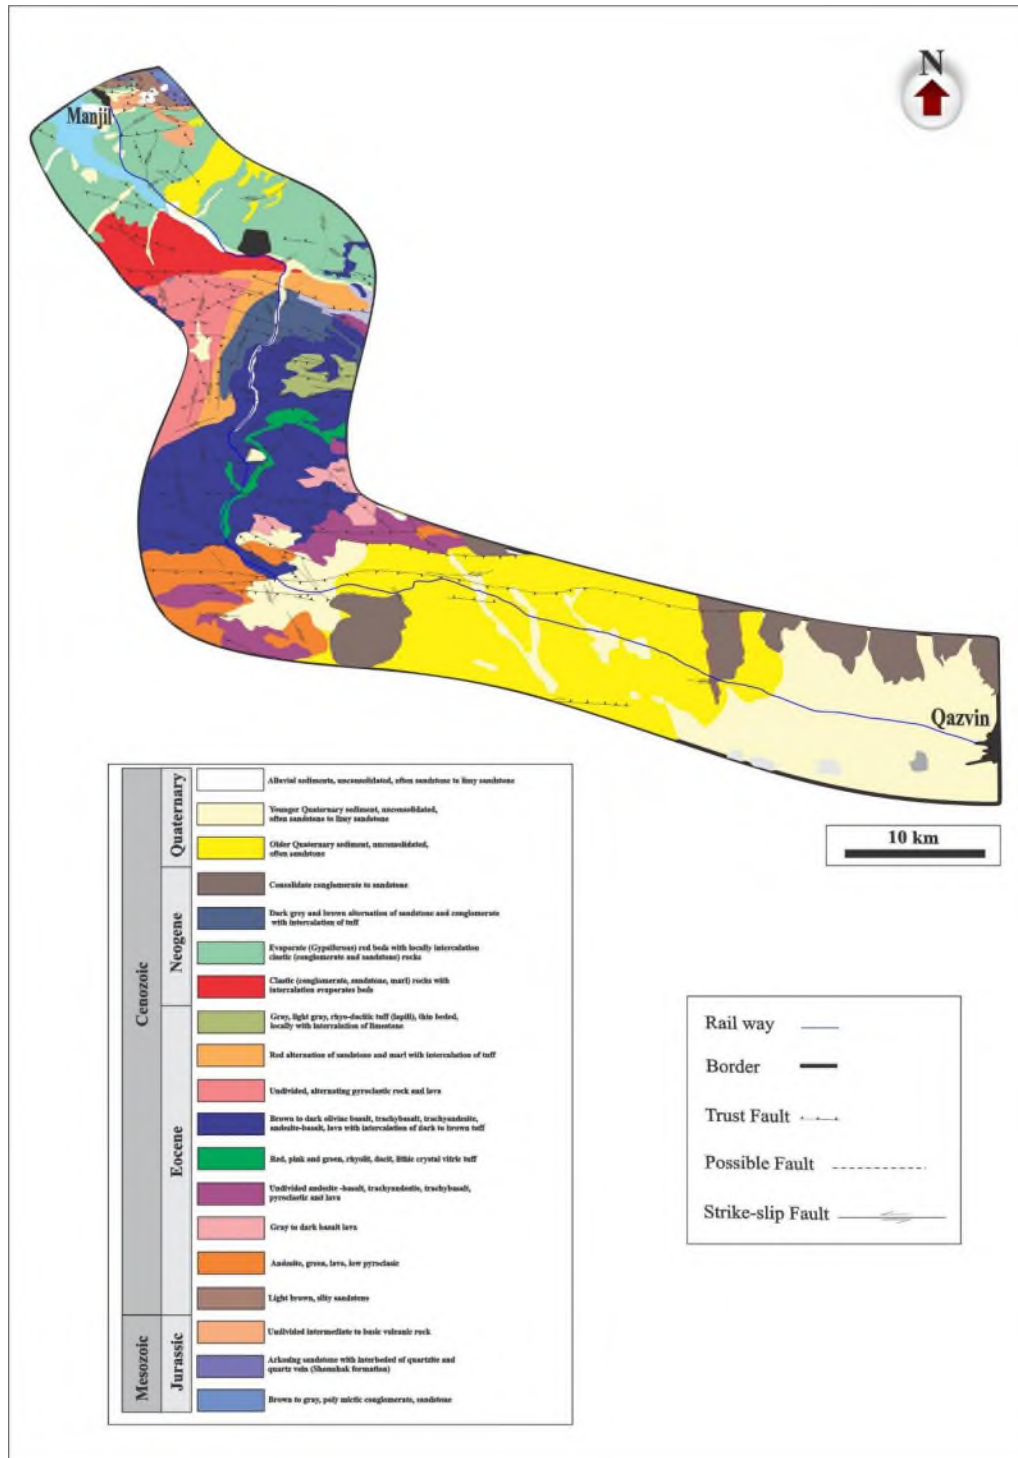 N
Manjil
Qazvin
10 km
Cenozoic
Mesozoic
Quaternary
Neogene
Eocene
Jurassic
Alluvial sediments, unconsolidated, often sandstone to limy sandstone
Younger Quaternary sediment, unconsolidated,
often sandstone to limy sandstone
Older Quaternary sediment, unconsolidated,
often sandstone
Consolidate conglomerate to sandstone
Dark grey and brown alternation of sandstone and conglomerate
with intercalation of tuff
Evaporate (Gypsiferous) red beds with locally intercalation
clastic (conglomerate and sandstone) rocks
Clastic (conglomerate, sandstone, marl) rocks with
intercalation evaporates beds
Gray, light gray, rhyo-dacitic tuff (lapili), thin beded,
locally with intercalation of limestone
Red alternation of sandstone and marl with intercalation of tuff
Undivided, alternating pyroclastic rock and lava
Brown to dark olivine basalt, trachybasalt, trachyandesite,
andesite-basalt, lava with intercalation of dark to brown tuff
Red, pink and green, rhyolit, dacit, lithic crystal vitric tuff
Undivided andesite -basalt, trachyandesite, trachybasalt,
pyroclastic and lava
Gray to dark basalt lava
Andesite, green, lava, low pyroclasic
Light brown, silty sandstone
Undivided intermediate to basic volcanic rock
Arkosing sandstone with interbeded of quartzite and
quartz vein (Shemshak formation)
Brown to gray, poly mictic conglomerate, sandstone
Rail way
Border
Trust Fault
Possible Fault
Strike-slip Fault